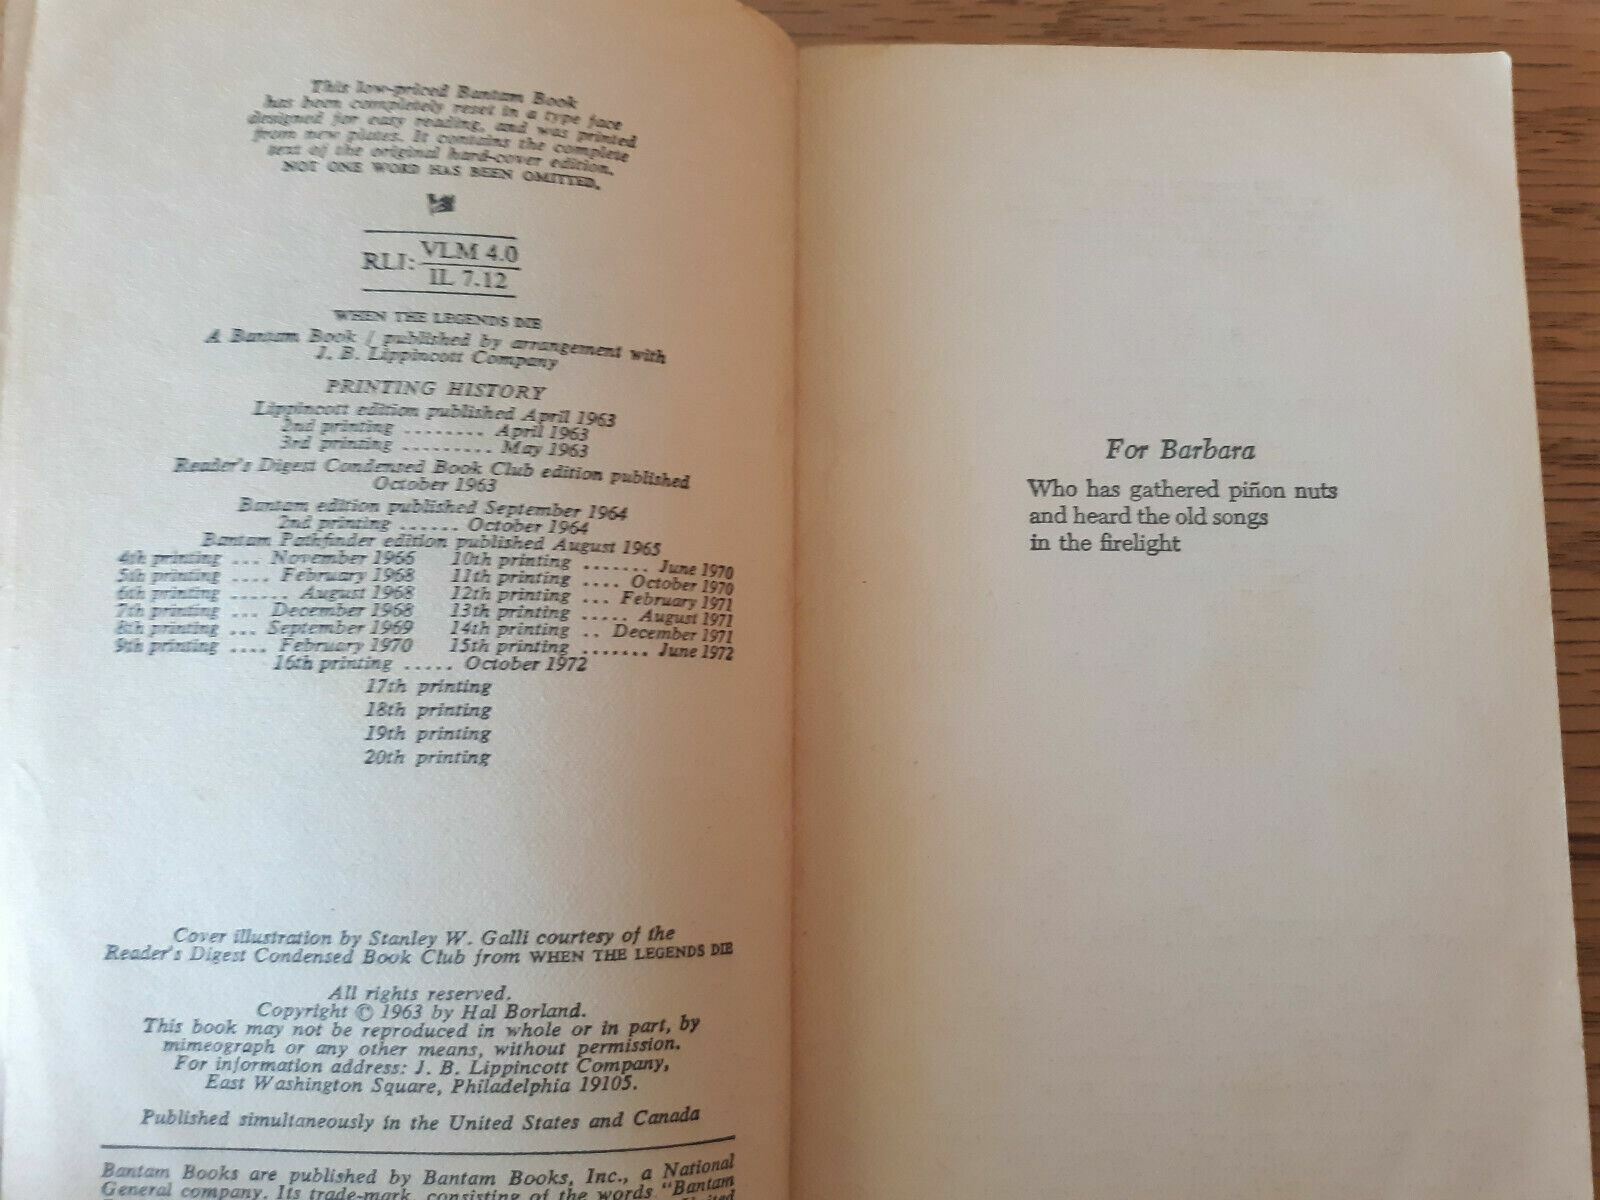 This low-priced Bantam Book
has been completely reset in a type face
designed for easy reading, and was printed
from new plates. It contains the complete
text of the original hard-cover edition.
NOT ONE WORD HAS BEEN OMITTED.
RLI: VLM 4.0
IL 7.12
WHEN THE LEGENDS DIE
A Bantam Book / published by arrangement with
J. B. Lippincott Company
PRINTING HISTORY
Lippincott edition published April 1963
2nd printing ........ April 1963
3rd printing ......... May 1963
Reader's Digest Condensed Book Club edition published
October 1963
Bantam edition published September 1964
2nd printing ...... October 1964
Bantam Pathfinder edition published August 1965
4th printing ... November 1966 10th printing ....... June 1970
5th printing .... February 1968 11th printing .... October 1970
6th printing ...... August 1968 12th printing ... February 1971
7th printing ... December 1968 13th printing ..... August 1971
8th printing ... September 1969 14th printing .. December 1971
9th printing .... February 1970 15th printing ....... June 1972
16th printing ..... October 1972
17th printing
18th printing
19th printing
20th printing
Cover illustration by Stanley W. Galli courtesy of the
Reader's Digest Condensed Book Club from WHEN THE LEGENDS DIE
All rights reserved.
Copyright © 1963 by Hal Borland.
This book may not be reproduced in whole or in part, by
mimeograph or any other means, without permission.
For information address: J. B. Lippincott Company,
East Washington Square, Philadelphia 19105.
Published simultaneously in the United States and Canada
Bantam Books are published by Bantam Books, Inc., a National
General company. Its trade-mark, consisting of the words "Bantam
For Barbara
Who has gathered piñon nuts
and heard the old songs
in the firelight